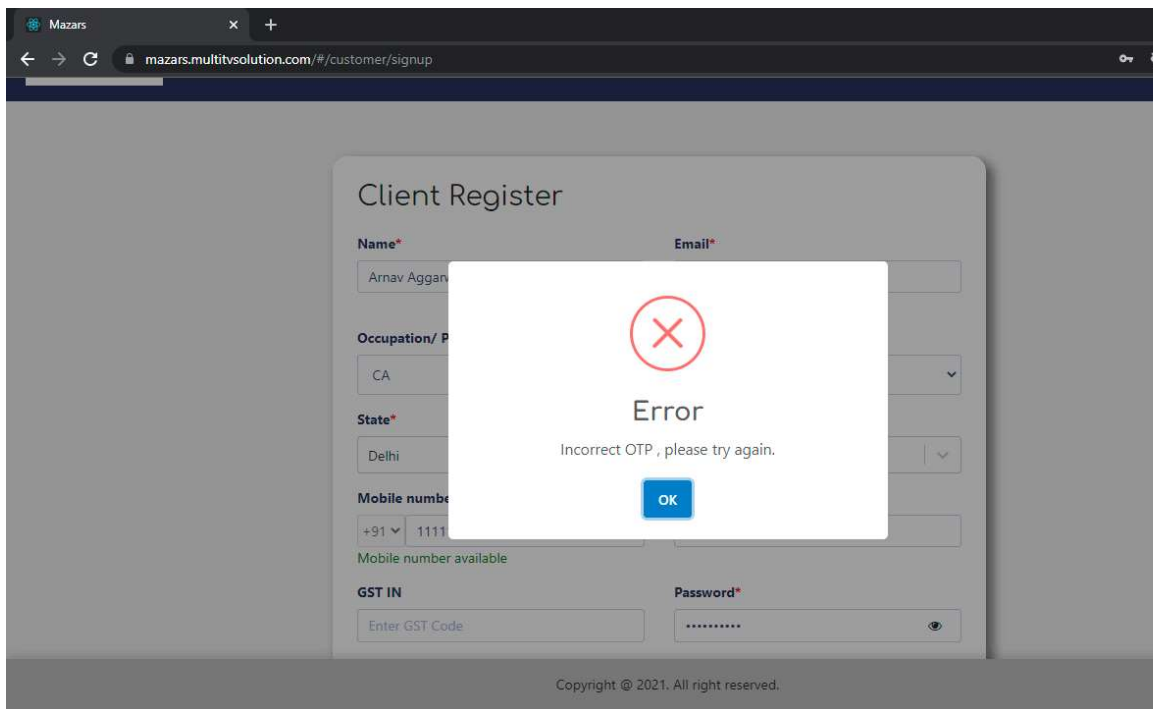 Mazars
mazars.multitvsolution.com/#/customer/signup
Client Register
Name* Email*
Arnav
Occupation/
CA
Error
State*
Incorrect OTP , please try again.
Delhi
OK
Mobile
+91 1111
Mobile number available
GST IN Password*
Enter GST Code
Copyright @ 2021. All right reserved.